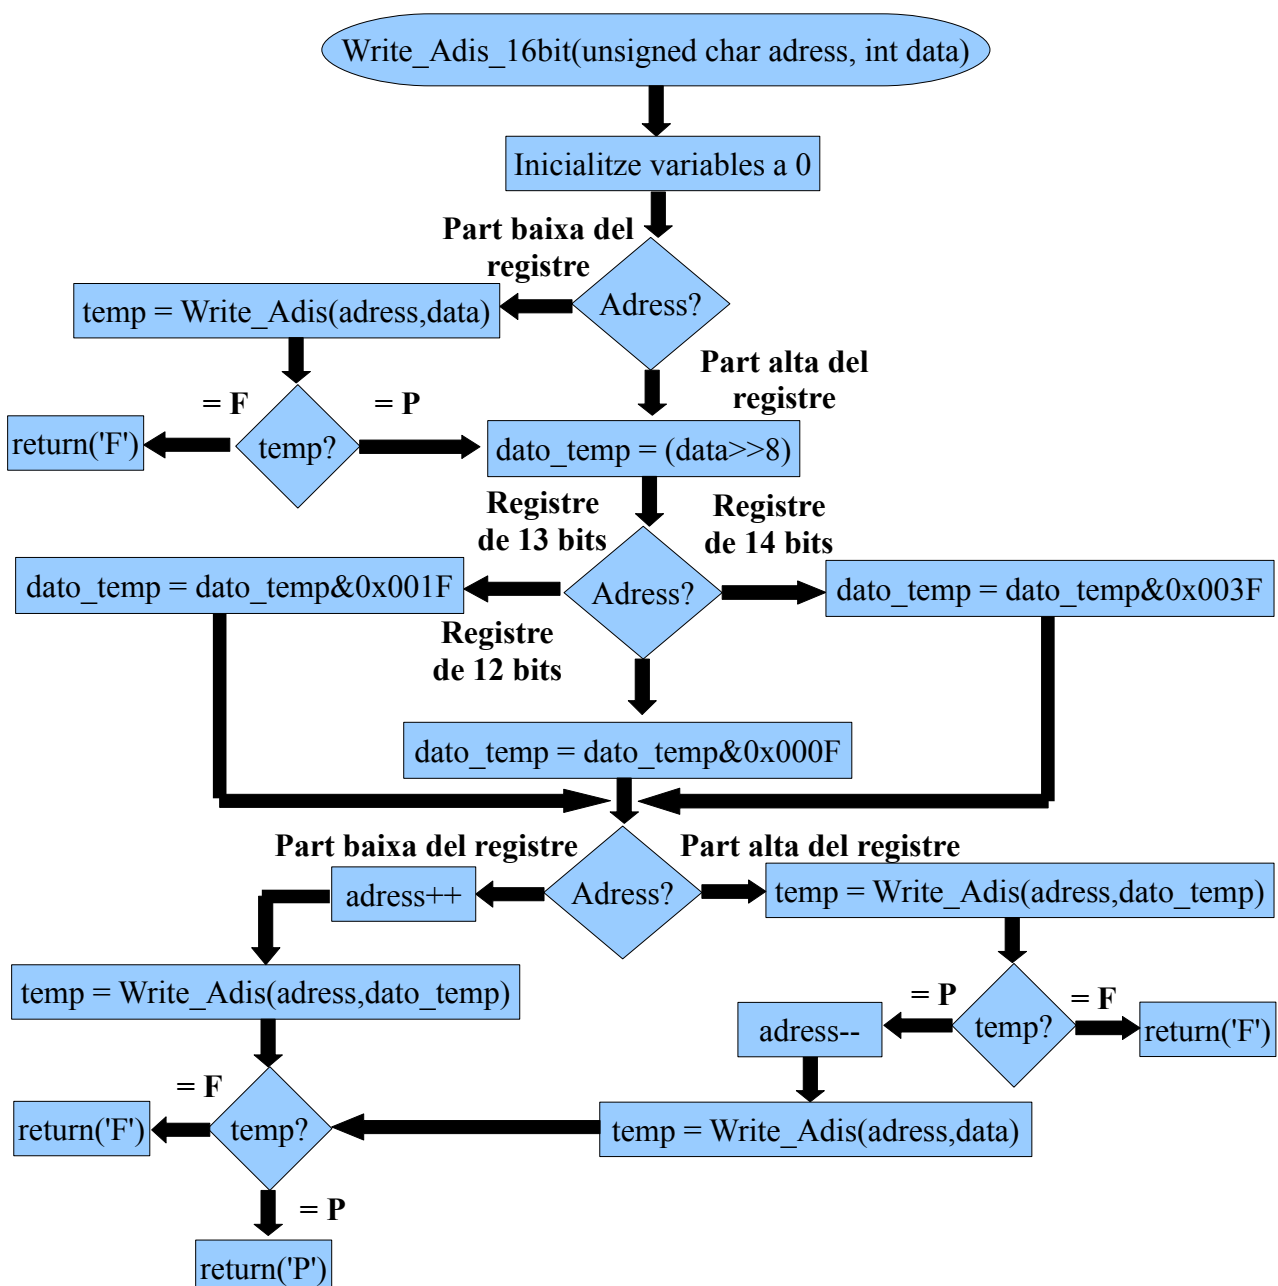 Write_Adis_16bit(unsigned char adress, int data)
Inicialitze variables a 0
Part baixa del
registre
Adress?
temp = Write_Adis(adress,data)
Part alta del
registre
= F
= P
return('F')
temp?
dato_temp = (data>>8)
Registre
de 13 bits
Registre
de 14 bits
dato_temp = dato_temp&0x001F
Adress?
dato_temp = dato_temp&0x003F
Registre
de 12 bits
dato_temp = dato_temp&0x000F
Part baixa del registre
Part alta del registre
adress++
Adress?
temp = Write_Adis(adress,dato_temp)
temp = Write_Adis(adress,dato_temp)
= P
= F
adress--
temp?
return('F')
= F
return('F')
temp?
temp = Write_Adis(adress,data)
= P
return('P')